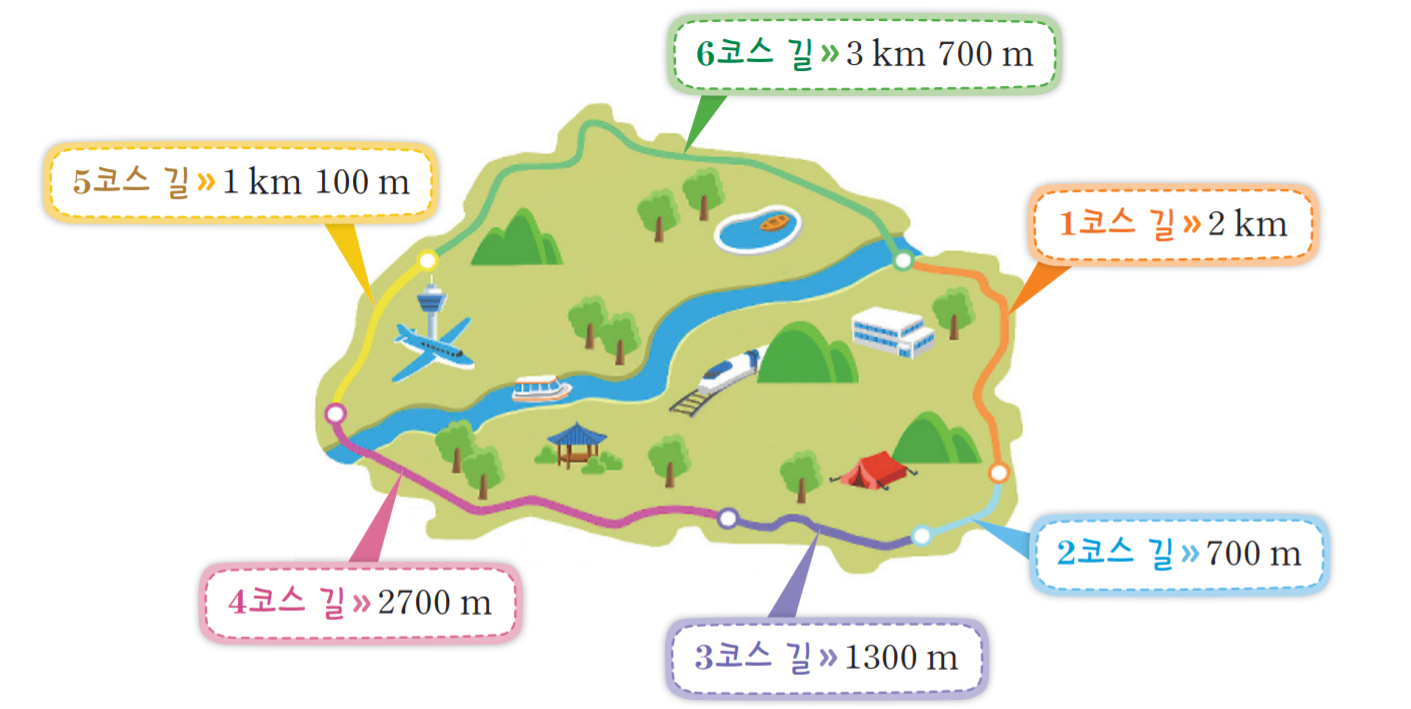 6코스 길 » 3 km 700 m
5코스 길 » 1 km 100 m
1코스 길 » 2 km
2코스 길 » 700 m
4코스 길 » 2700 m
3코스 길 » 1300 m